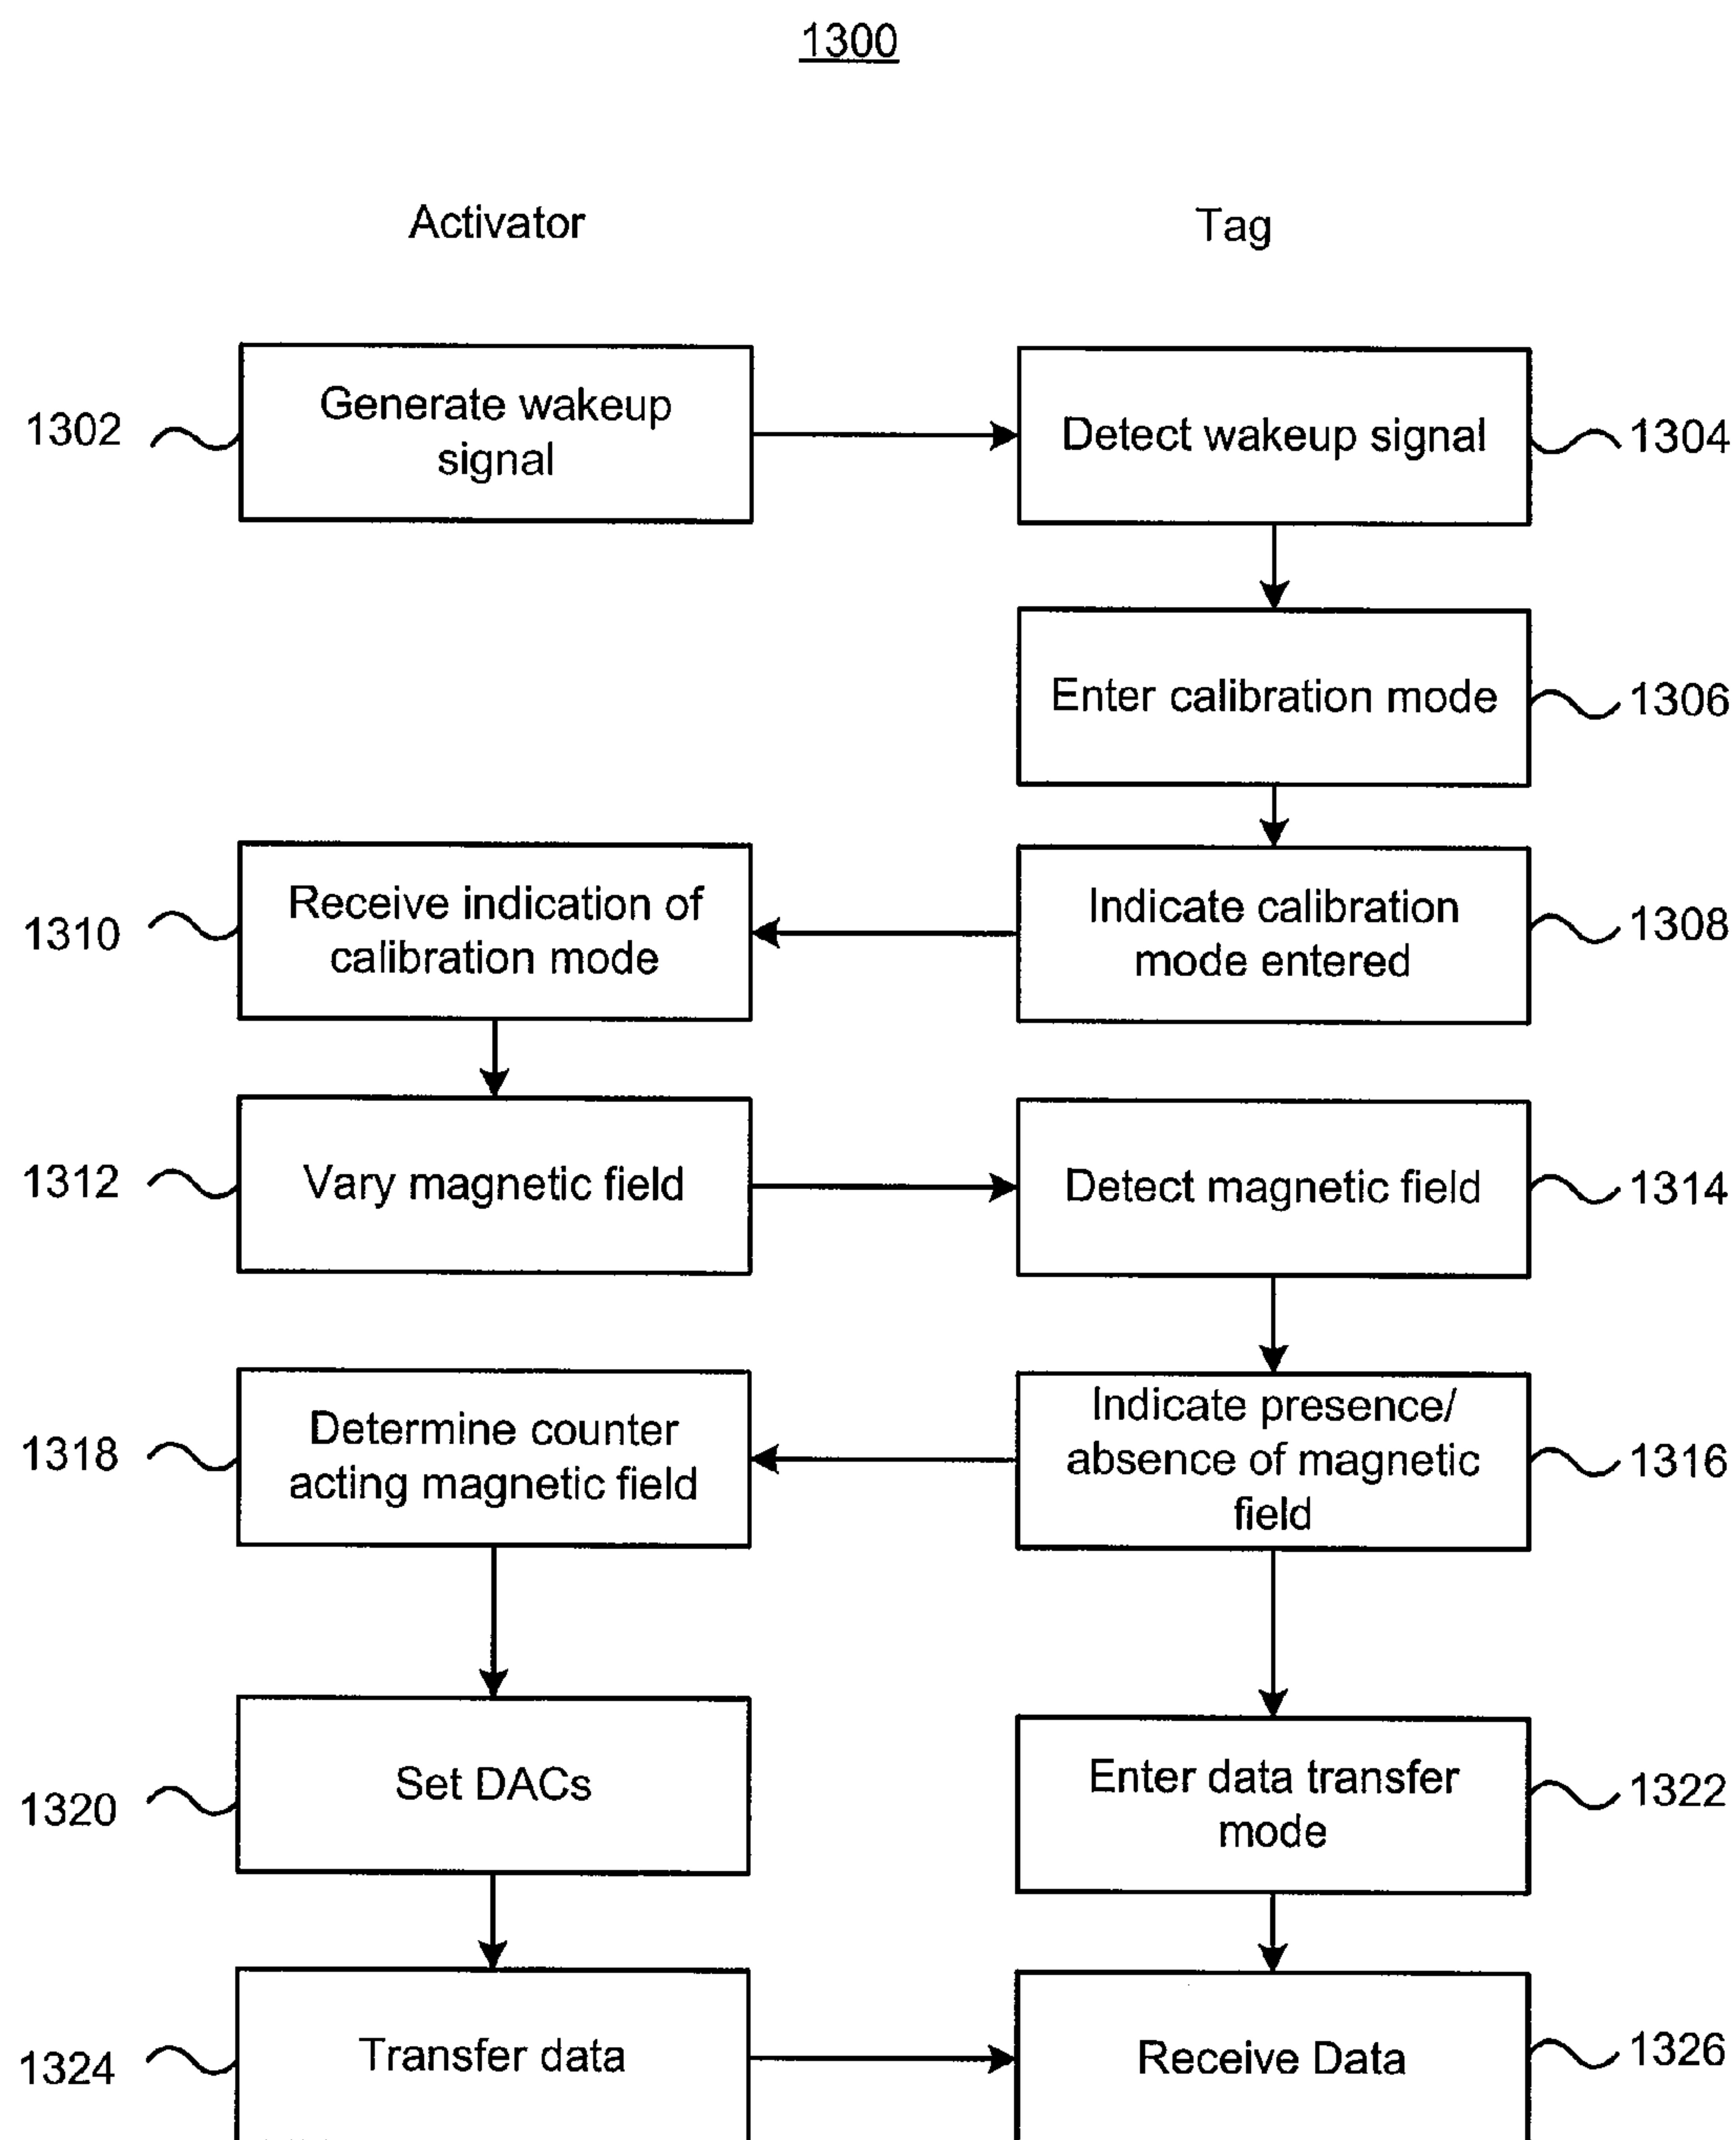 1300
Activator
Tag
1302
Generate wakeup
signal
Detect wakeup signal
1304
Enter calibration mode
1306
1310
Receive indication of
calibration mode
Indicate calibration
mode entered
1308
1312
Vary magnetic field
Detect magnetic field
1314
1318
Determine counter
acting magnetic field
Indicate presence/
absence of magnetic
field
1316
1320
Set DACs
Enter data transfer
mode
1322
1324
Transfer data
Receive Data
1326